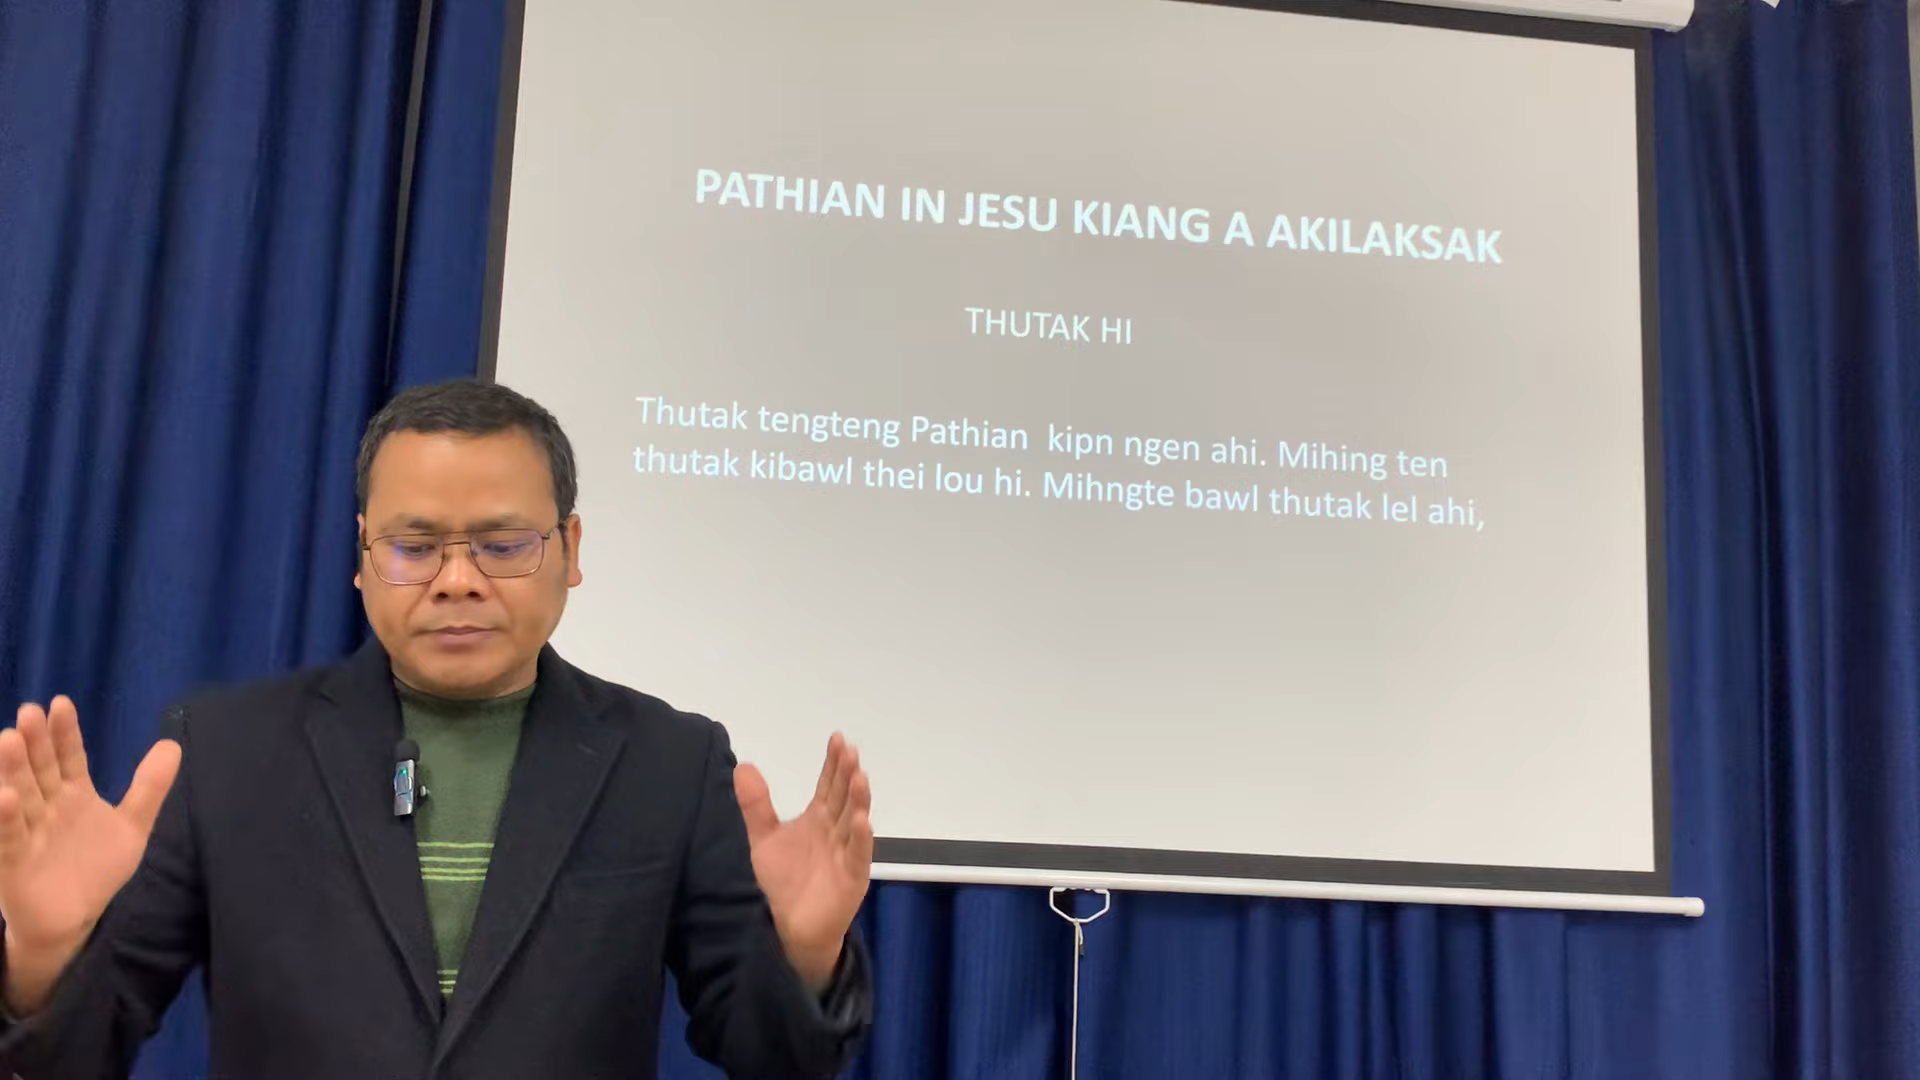 PATHIAN IN JESU KIANG A AKILAKSAK
THUTAK HI
Thutak tengteng Pathian kipn ngen ahi. Mihing ten
thutak kibawl thei lou hi. Mihngte bawl thutak lel ahi,